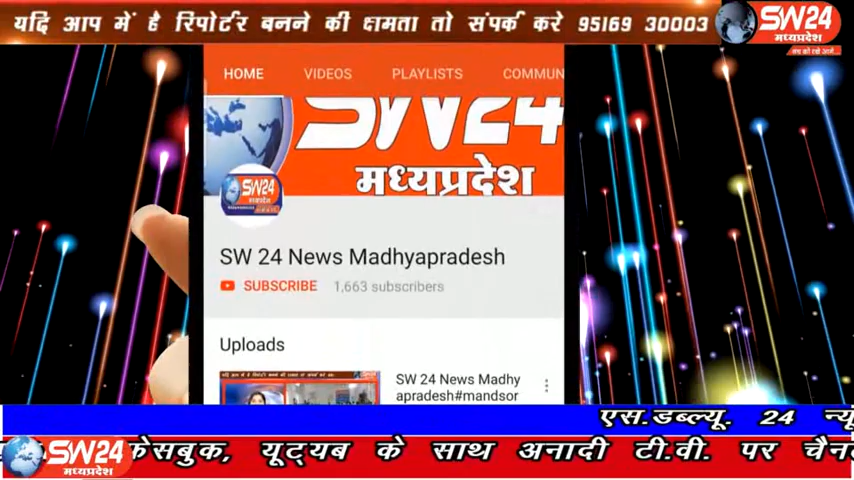 यदि आप में है रिपोर्टर बनने की क्षमता तो संपर्क करे 95169 30003
SW24
मध्यप्रदेश
HOME VIDEOS PLAYLISTS COMMUN
SW24
मध्यप्रदेश
SW24
SW 24 News Madhyapradesh
SUBSCRIBE 1,663 subscribers
Uploads
SW 24 News Madhy
apradesh#mandsor
एस.डब्ल्यू. 24 न्यू
फेसबुक, यूट्यब के साथ अनादी टी.वी. पर चैन
SW24
मध्यप्रदेश